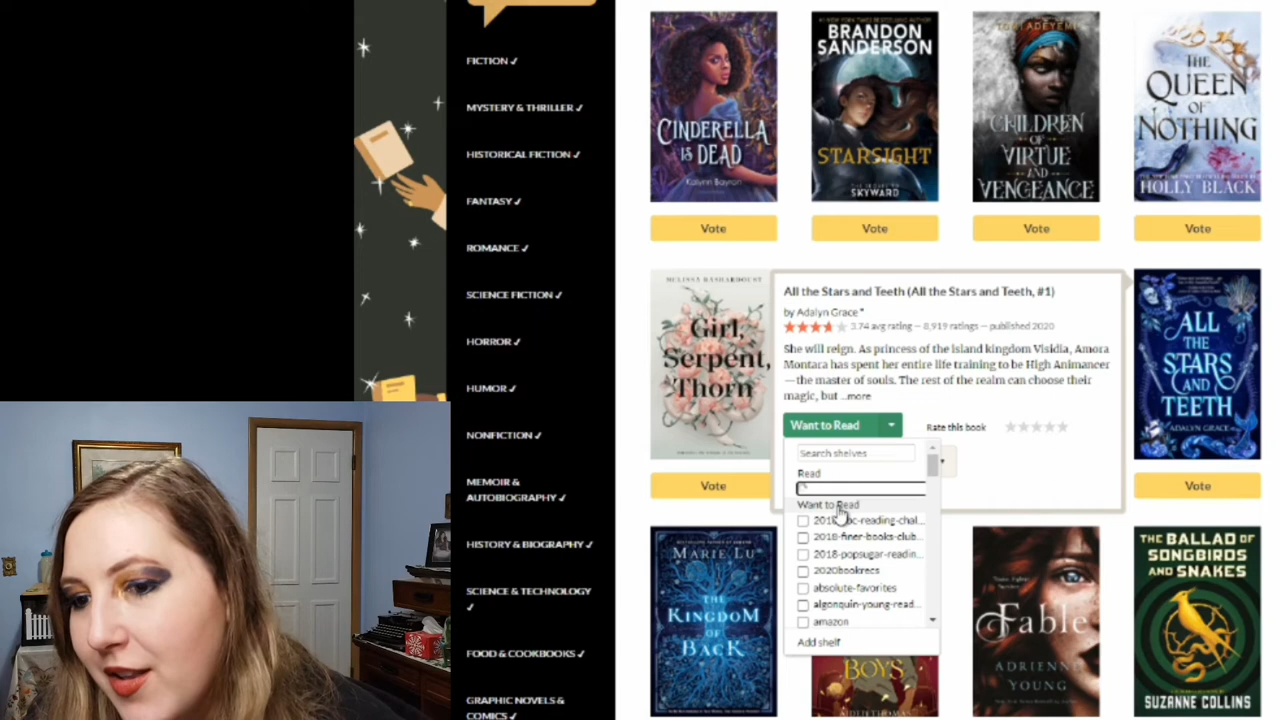 FICTION ✓
MYSTERY & THRILLER ✓
HISTORICAL FICTION ✓
FANTASY ✓
ROMANCE ✓
SCIENCE FICTION ✓
HORROR ✓
HUMOR ✓
NONFICTION ✓
MEMOIR &
AUTOBIOGRAPHY ✓
HISTORY & BIOGRAPHY ✓
SCIENCE & TECHNOLOGY
✓
FOOD & COOKBOOKS ✓
GRAPHIC NOVELS &
COMICS ✓
CINDERELLA
IS DEAD
Kalynn Bayron
Vote
BRANDON
SANDERSON
STARSIGHT
THE SEQUEL TO
SKYWARD
Vote
TOMI ADEYEMI
CHILDREN
OF
VIRTUE
AND
VENGEANCE
Vote
THE
QUEEN
OF
NOTHING
HOLLY BLACK
Vote
MELISSA BASHARDOUST
Girl,
Serpent,
Thorn
Vote
All the Stars and Teeth (All the Stars and Teeth, #1)
by Adalyn Grace *
3.74 avg rating — 8,919 ratings — published 2020
She will reign. As princess of the island kingdom Visidia, Amora
Montara has spent her entire life training to be High Animancer
—the master of souls. The rest of the realm can choose their
magic, but ...more
Want to Read
Rate this book
Search shelves
Read
Want to Read
2018-finer-books-club...
2018-popsugar-readin...
2020bookrecs
absolute-favorites
algonquin-young-read...
amazon
Add shelf
ALL
THE
STARS
AND
TEETH
ADALYN GRACE
Vote
MARIE LU
THE
KINGDOM
OF
BACK
BOYS
AIDEN THOMAS
Fable
ADRIENNE
YOUNG
THE
BALLAD OF
SONGBIRDS
AND SNAKES
SUZANNE COLLINS